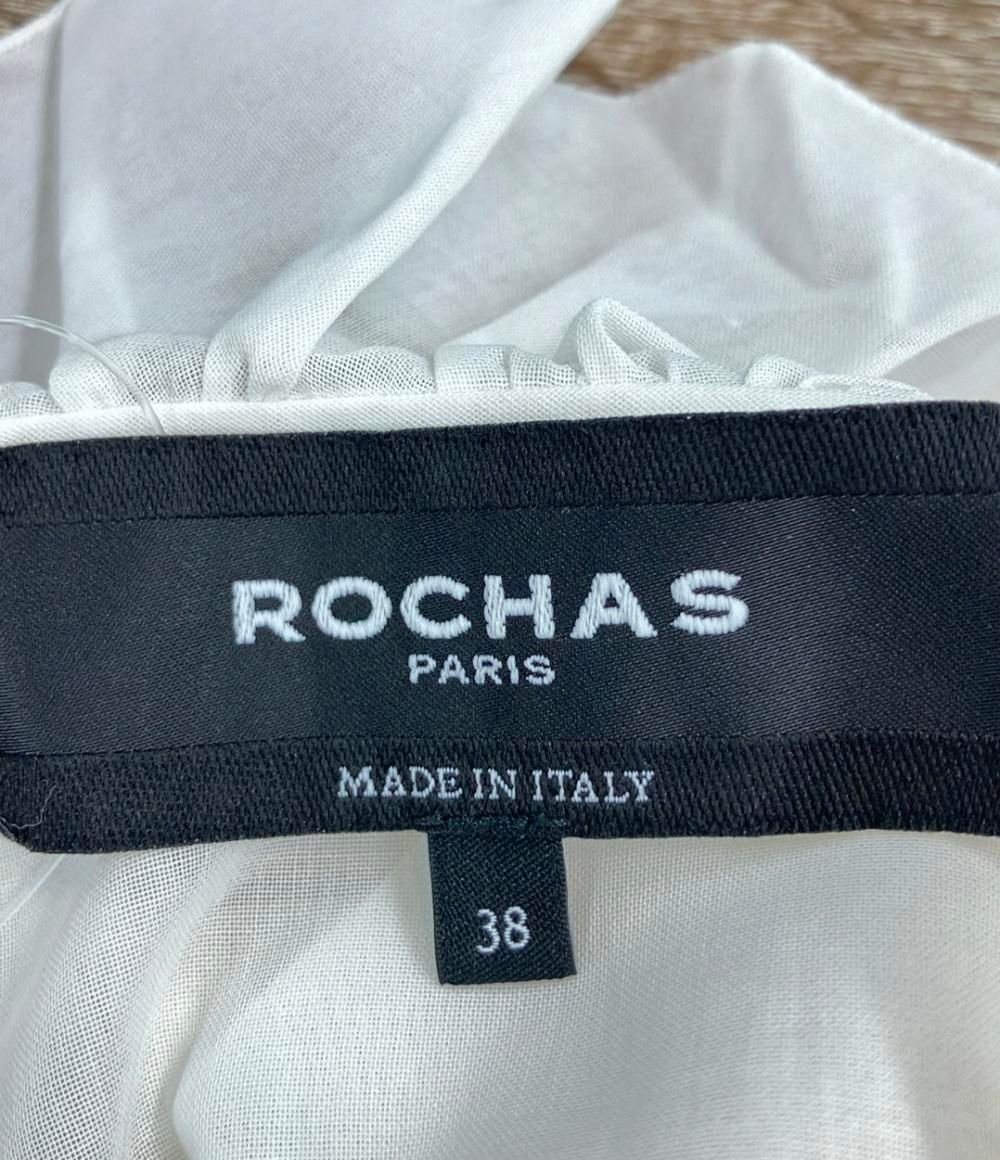 ROCHAS
PARIS
MADE IN ITALY
38